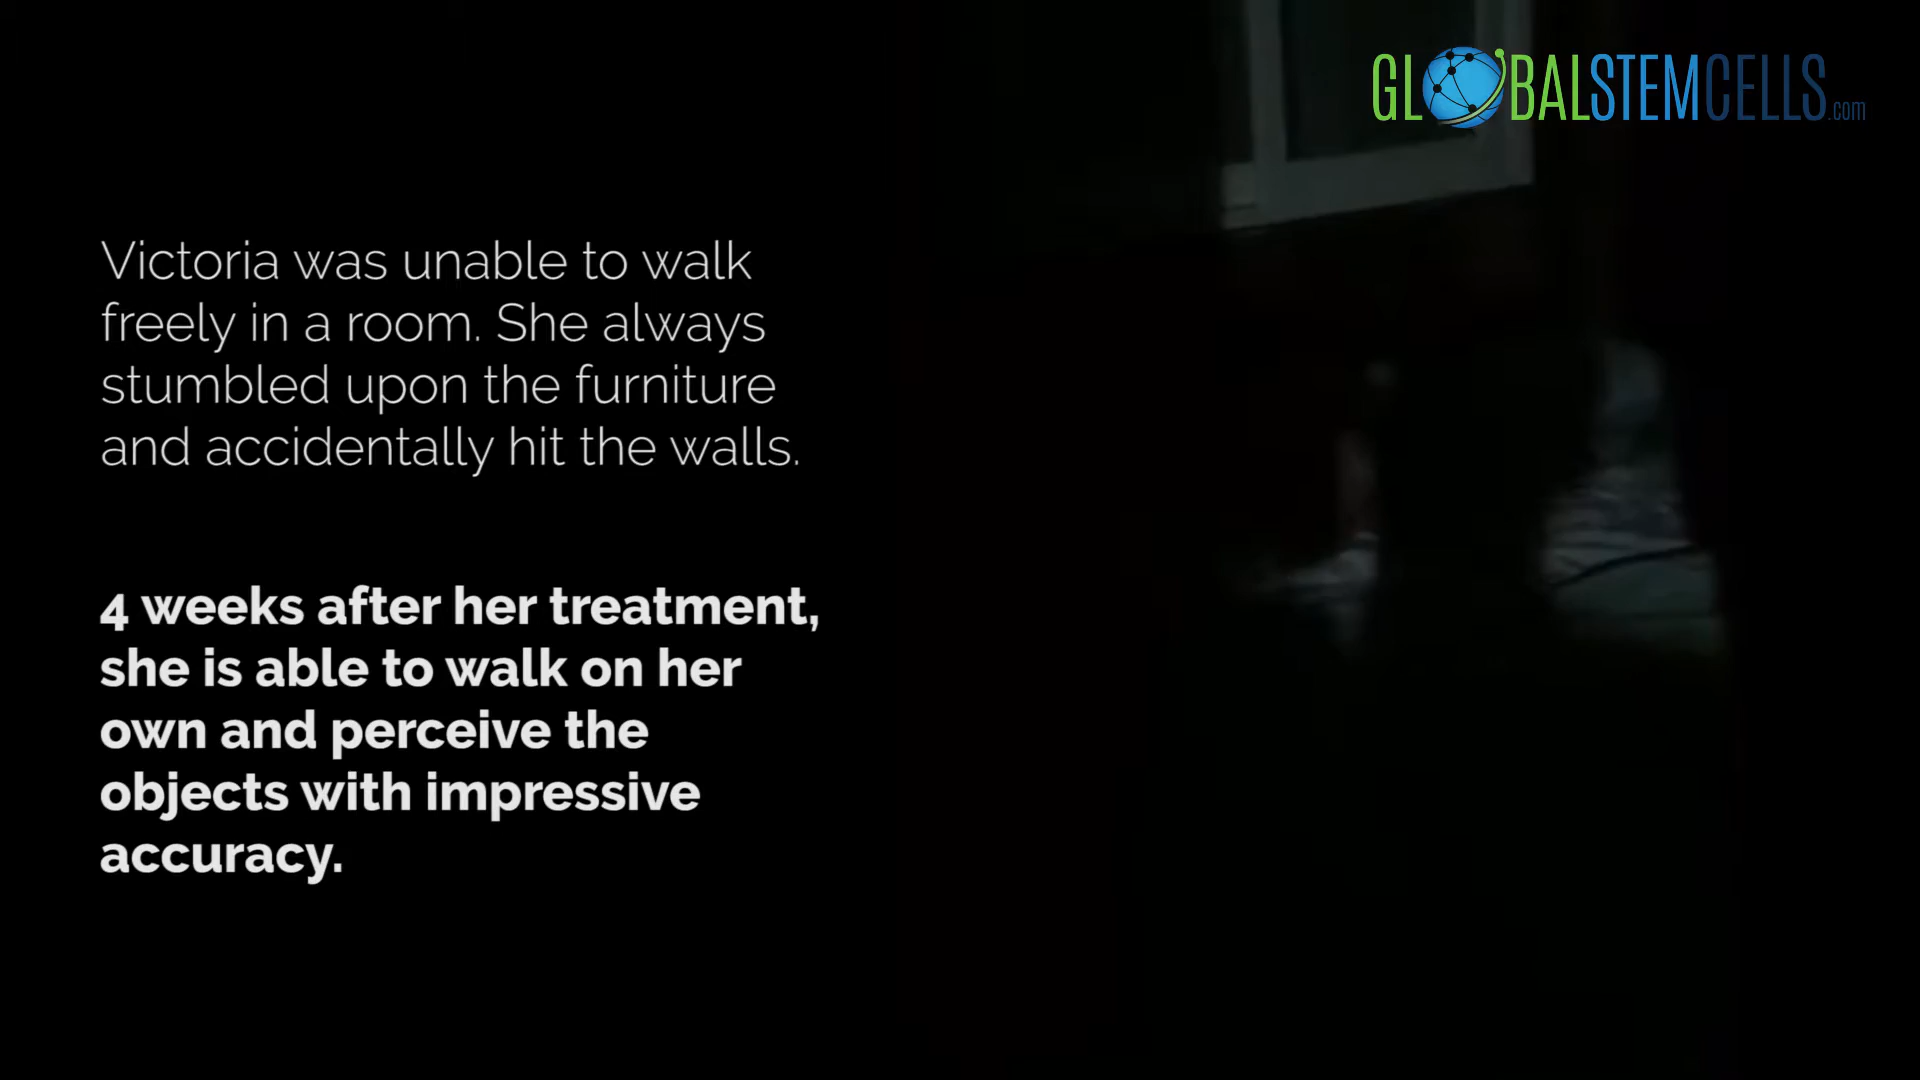 GLOBALSTEMCELLS.com
Victoria was unable to walk
freely in a room. She always
stumbled upon the furniture
and accidentally hit the walls.
4 weeks after her treatment,
she is able to walk on her
own and perceive the
objects with impressive
accuracy.